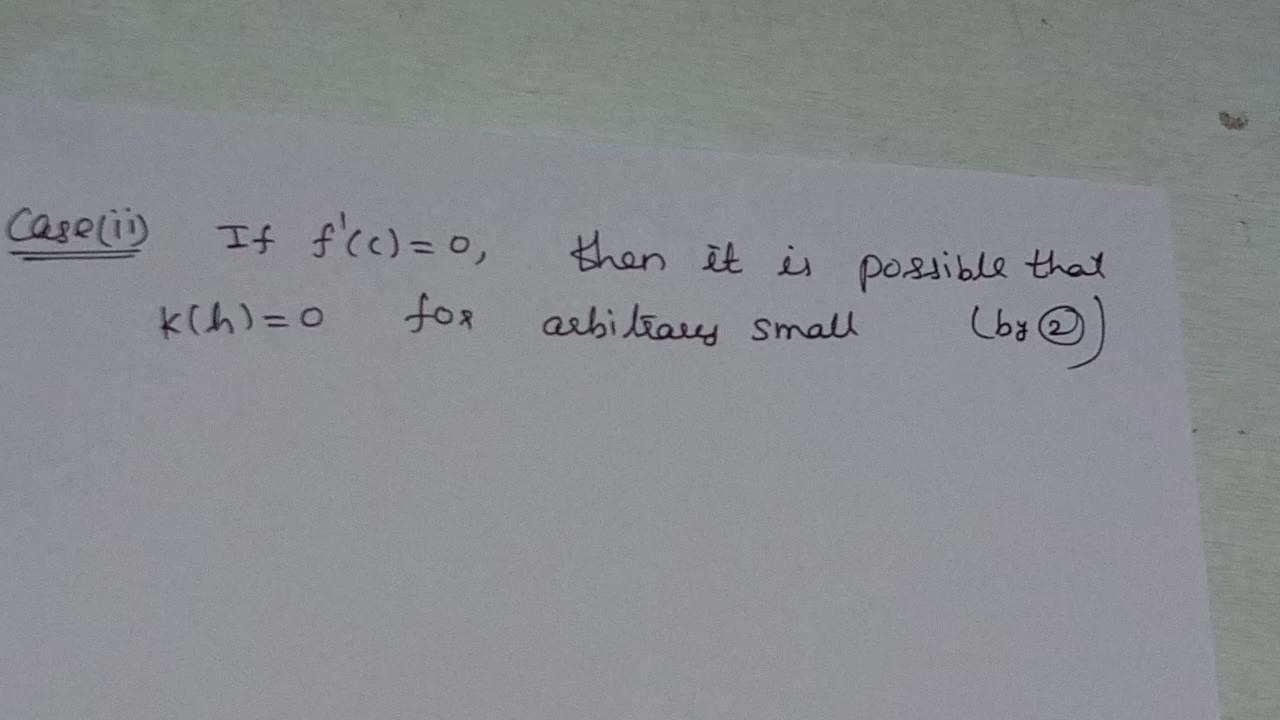 Case(ii) If f'(c)=0, then it is possible that
k(h)=0 for arbitrary small (by ②)